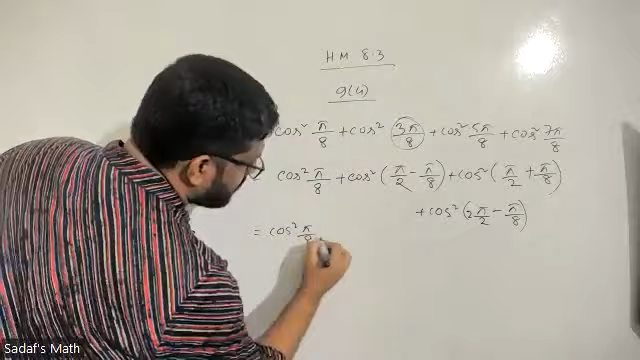 H.M. 8.3
9(ii)
cos² π/8 + cos² 3π/8 + cos² 5π/8 + cos² 7π/8
= cos² π/8 + cos² (π/2 − π/8) + cos² (π/2 + π/8)
+ cos² (2π/2 − π/8)
= cos² π/8
Sadaf's Math